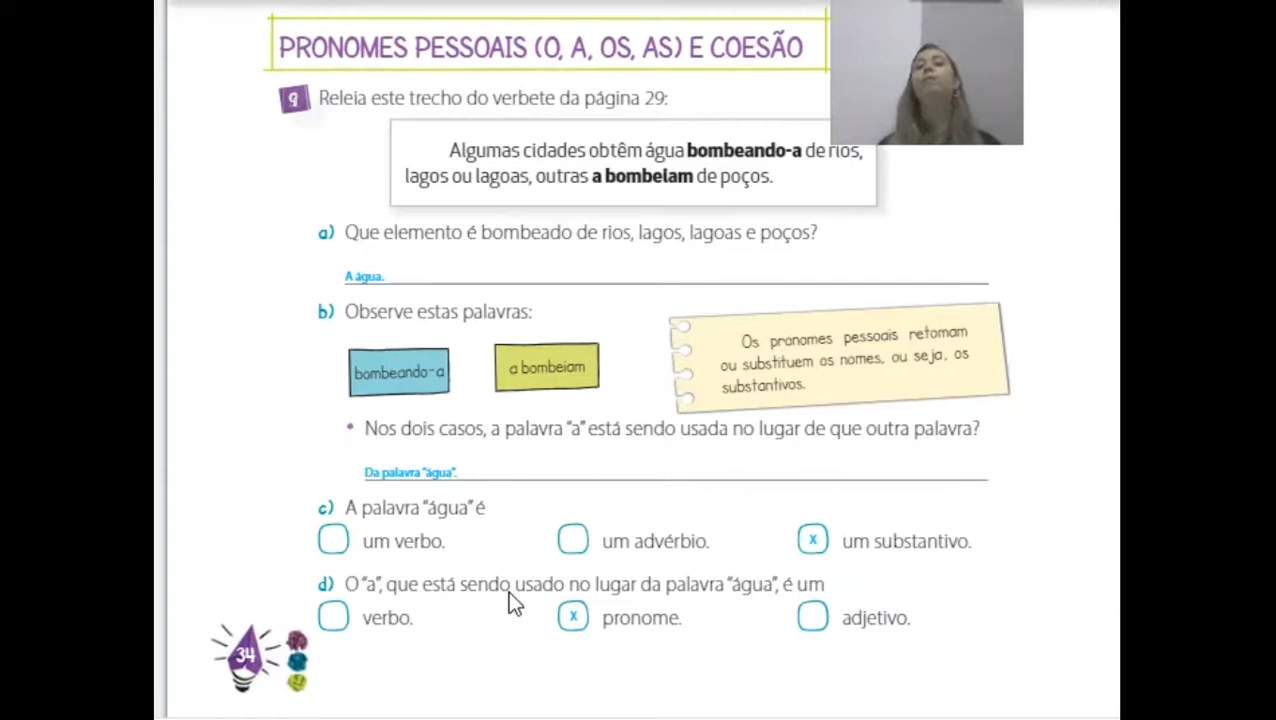 PRONOMES PESSOAIS (O, A, OS, AS) E COESÃO
9 Releia este trecho do verbete da página 29:
Algumas cidades obtêm água bombeando-a de rios,
lagos ou lagoas, outras a bombeiam de poços.
a) Que elemento é bombeado de rios, lagos, lagoas e poços?
A água.
b) Observe estas palavras:
bombeando-a
a bombeiam
Os pronomes pessoais retomam
ou substituem os nomes, ou seja, os
substantivos.
• Nos dois casos, a palavra "a" está sendo usada no lugar de que outra palavra?
Da palavra "água".
c) A palavra "água" é
um verbo. um advérbio. x um substantivo.
d) O "a", que está sendo usado no lugar da palavra "água", é um
verbo. x pronome. adjetivo.
34